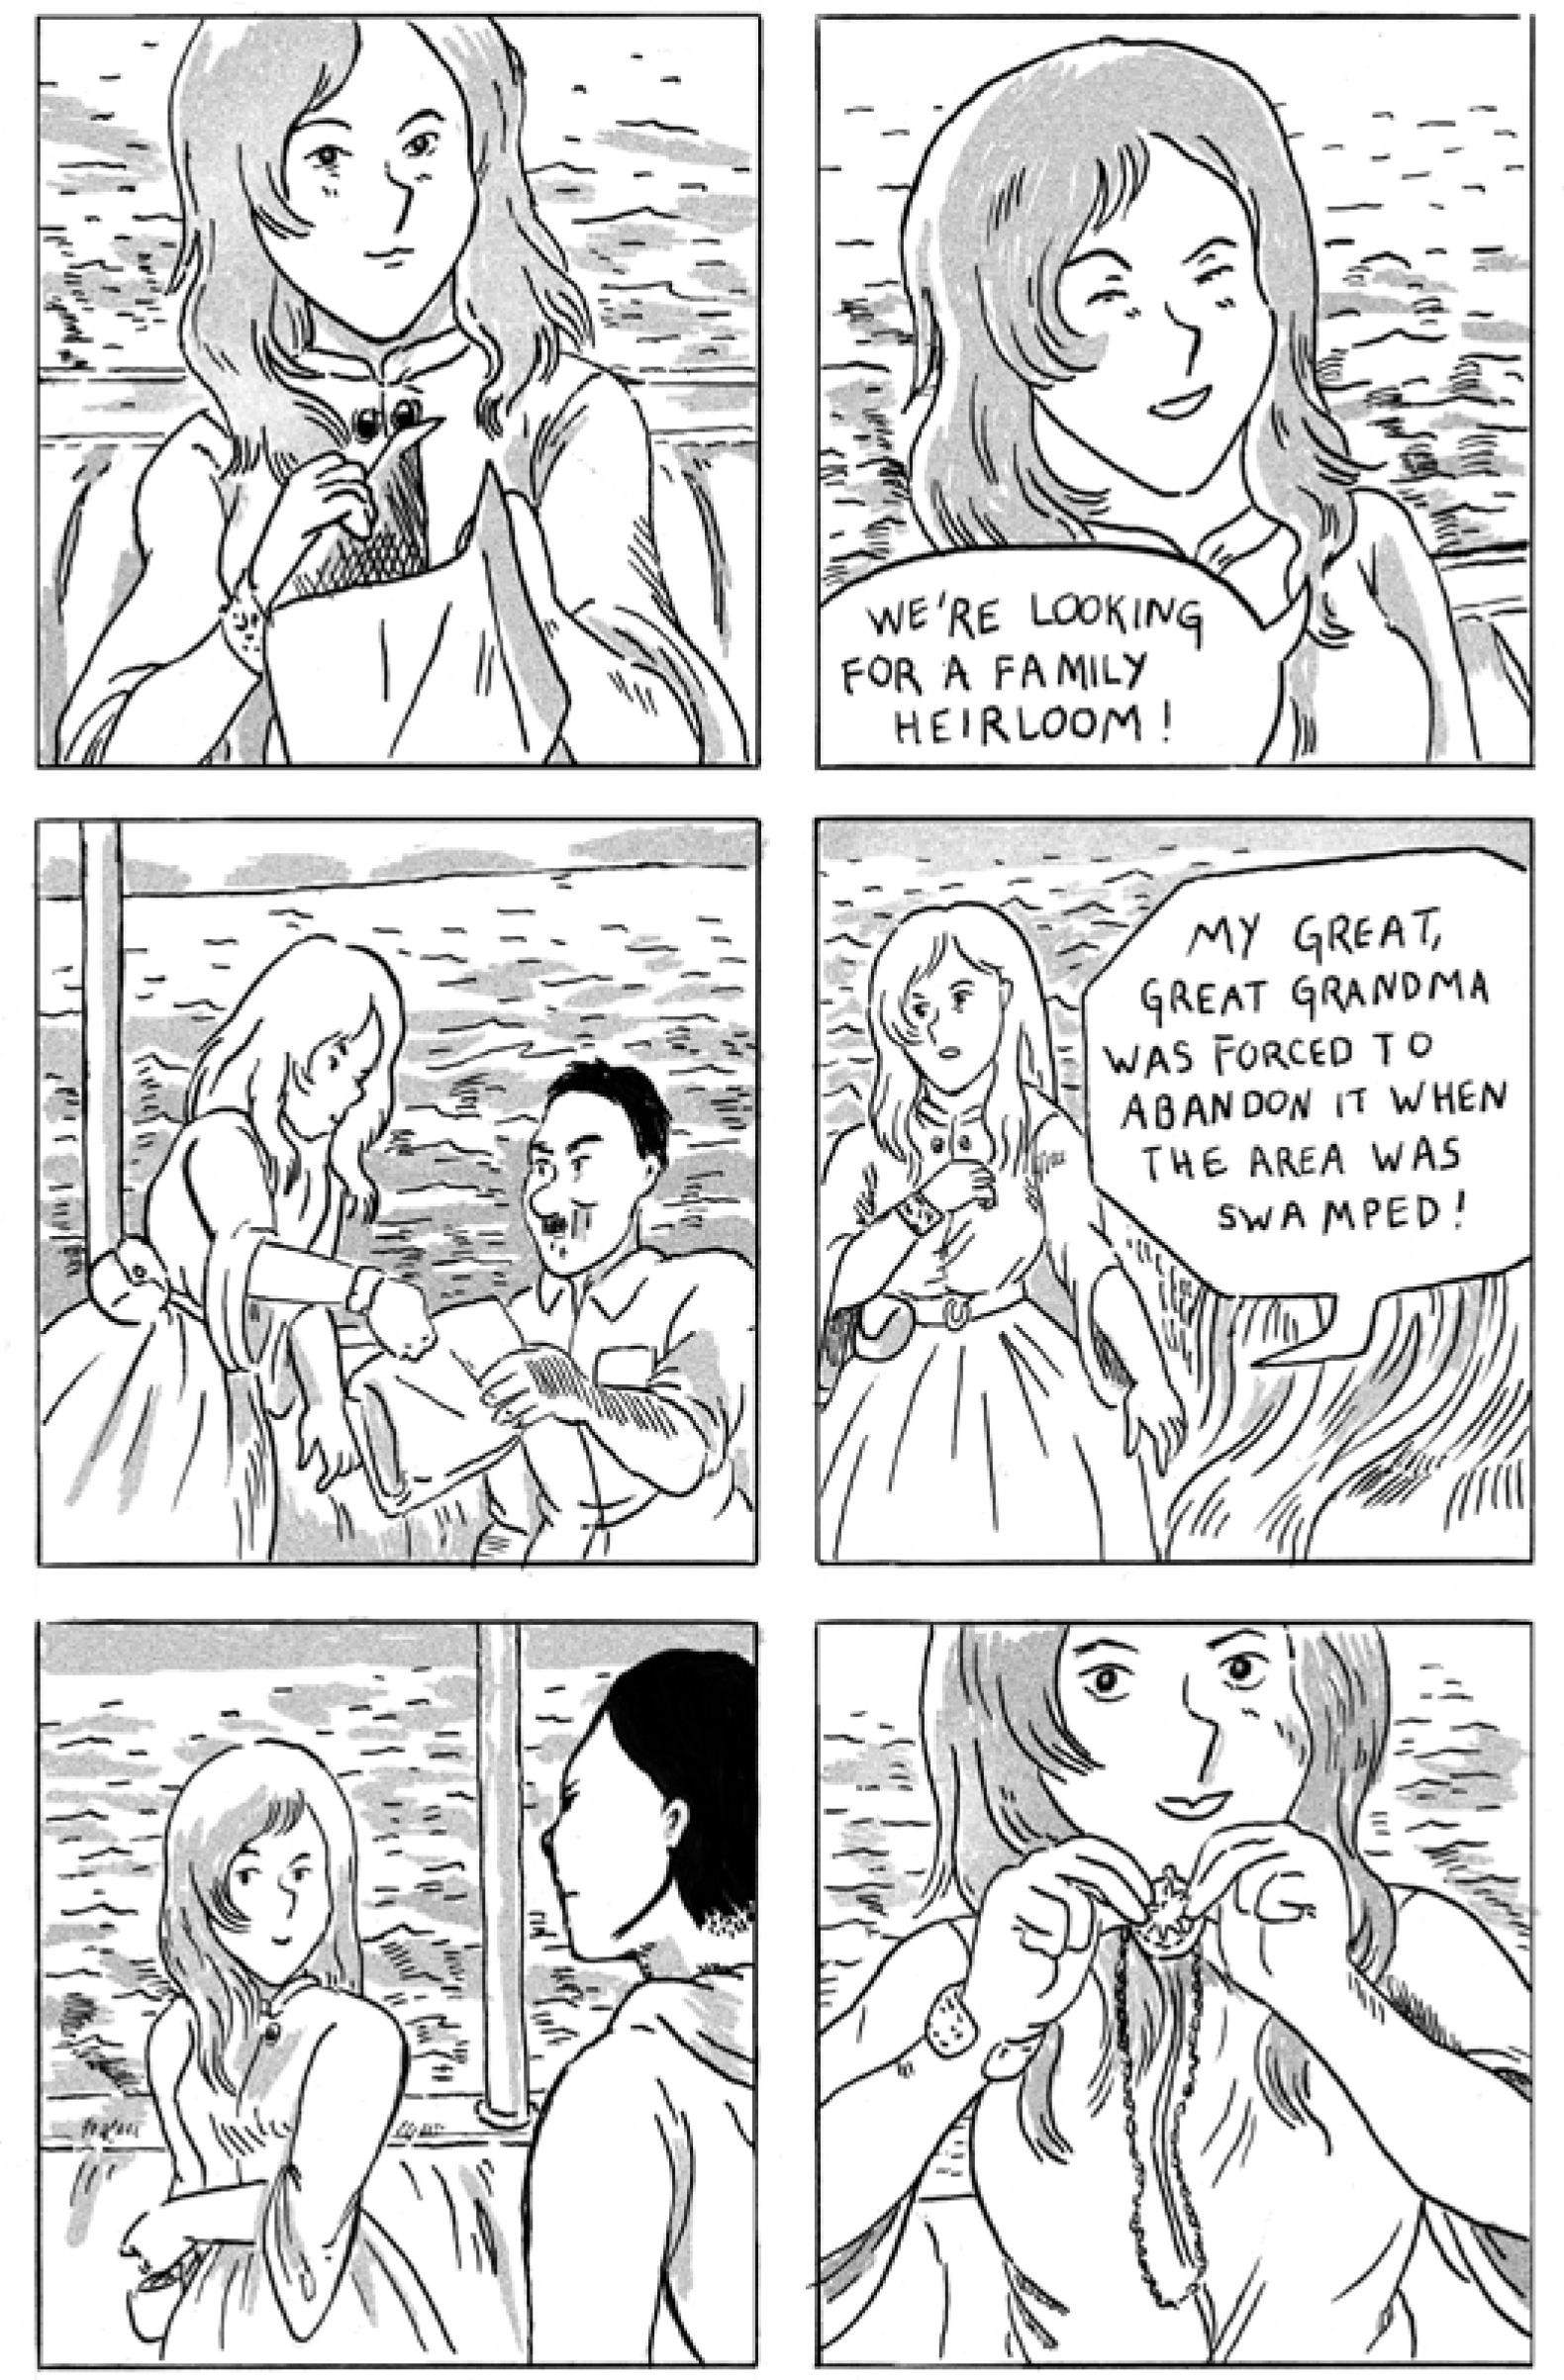 WE'RE LOOKING
FOR A FAMILY
HEIRLOOM!
MY GREAT,
GREAT GRANDMA
WAS FORCED TO
ABANDON IT WHEN
THE AREA WAS
SWAMPED!